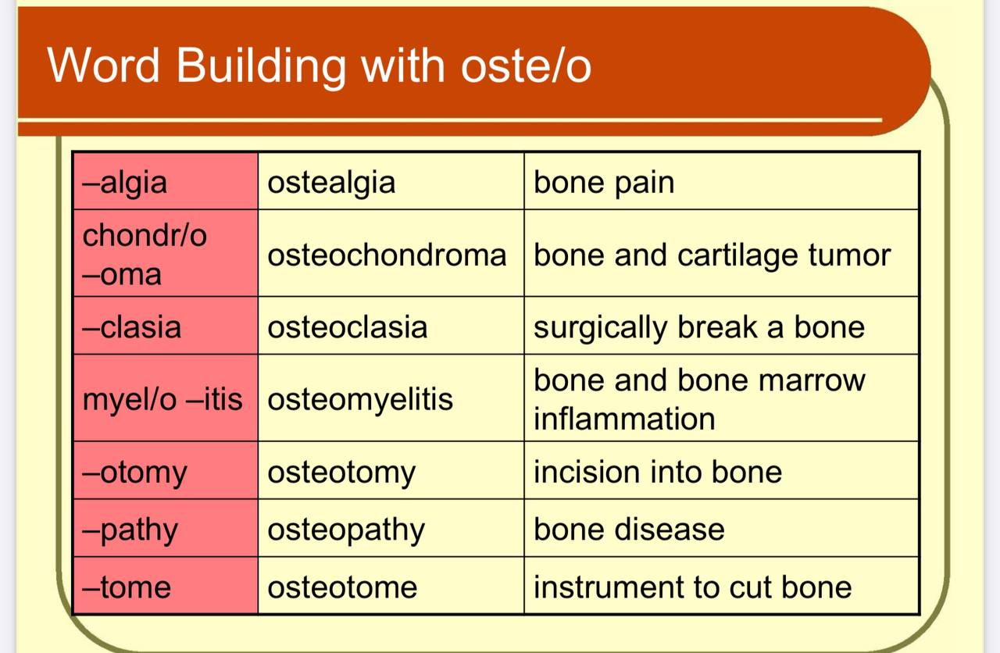 Word Building with oste/o
–algia ostealgia bone pain
chondr/o
–oma osteochondroma bone and cartilage tumor
–clasia osteoclasia surgically break a bone
myel/o –itis osteomyelitis bone and bone marrow
inflammation
–otomy osteotomy incision into bone
–pathy osteopathy bone disease
–tome osteotome instrument to cut bone